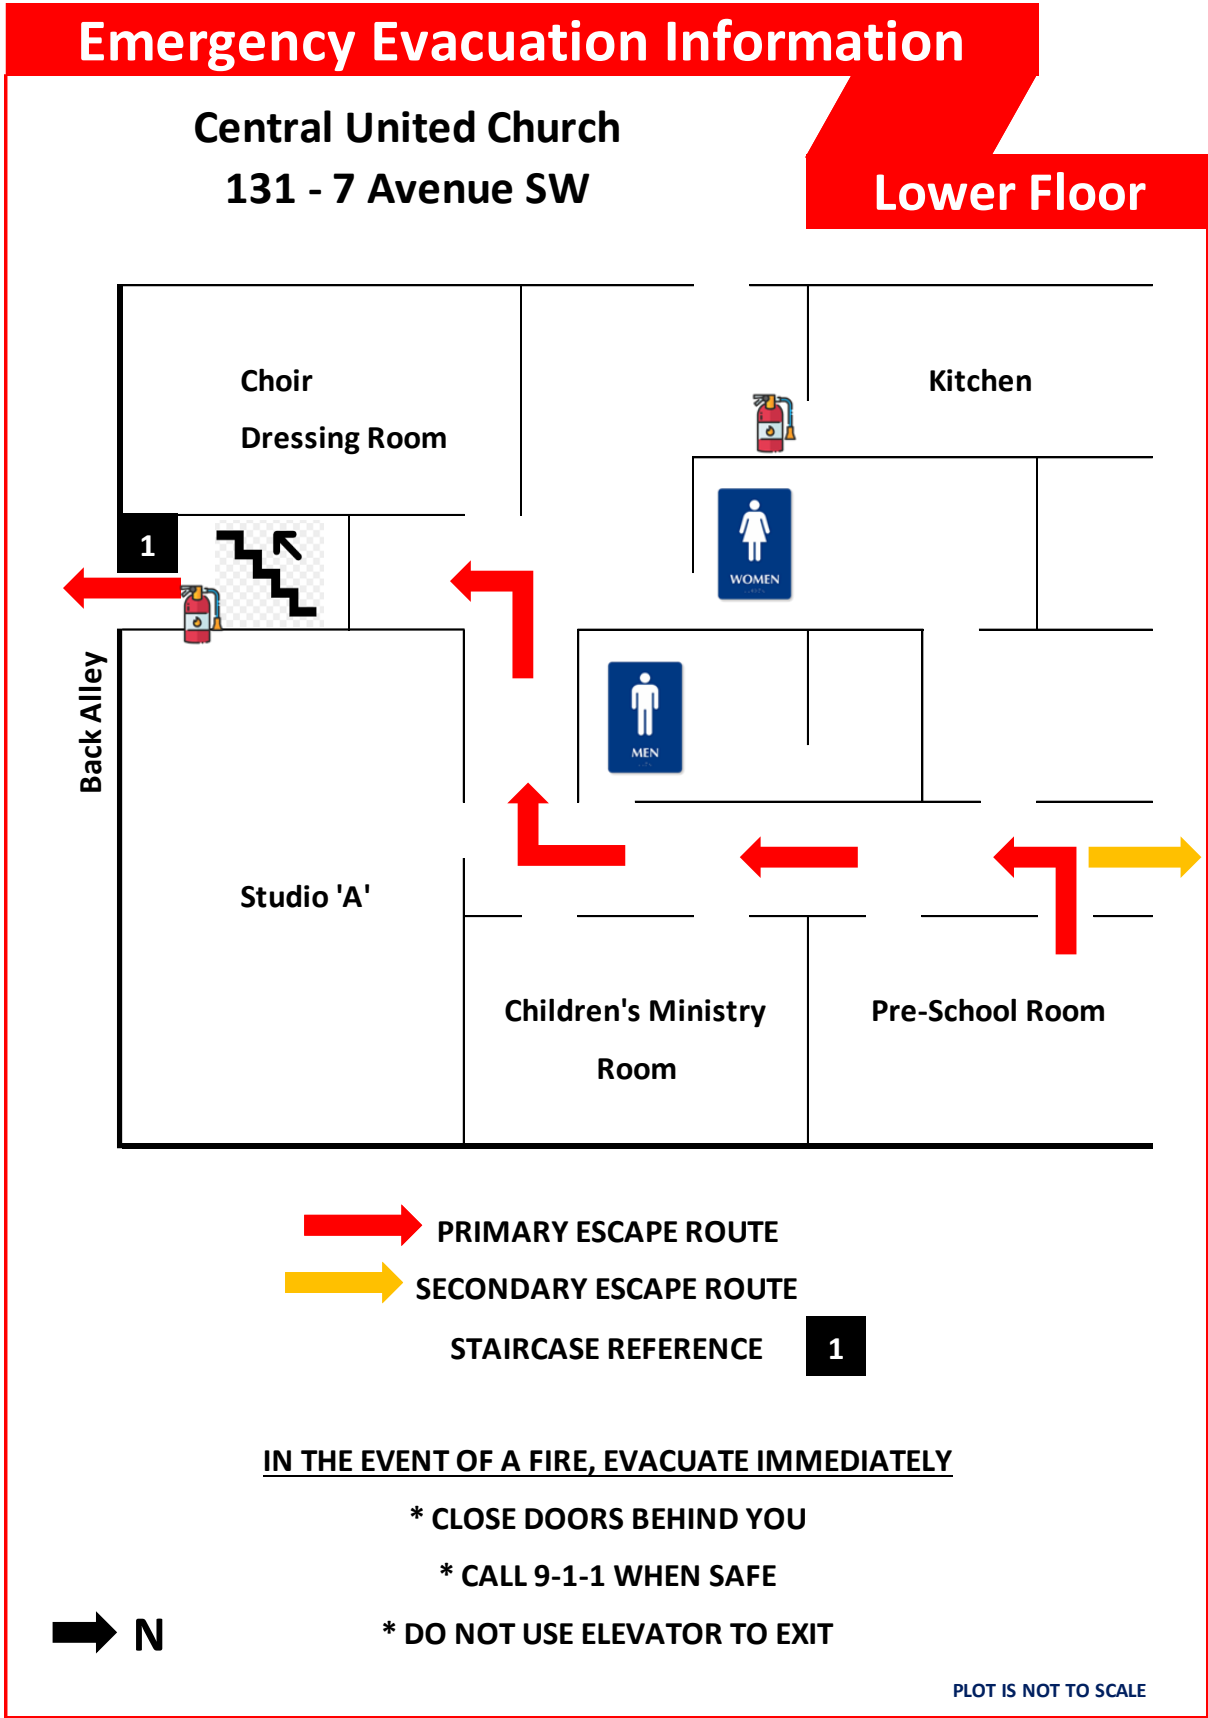 Emergency Evacuation Information
Central United Church
131 - 7 Avenue SW
Lower Floor
Choir
Dressing Room
Kitchen
1
WOMEN
MEN
Back Alley
Studio 'A'
Children's Ministry
Room
Pre-School Room
PRIMARY ESCAPE ROUTE
SECONDARY ESCAPE ROUTE
STAIRCASE REFERENCE 1
IN THE EVENT OF A FIRE, EVACUATE IMMEDIATELY
* CLOSE DOORS BEHIND YOU
* CALL 9-1-1 WHEN SAFE
* DO NOT USE ELEVATOR TO EXIT
N
PLOT IS NOT TO SCALE